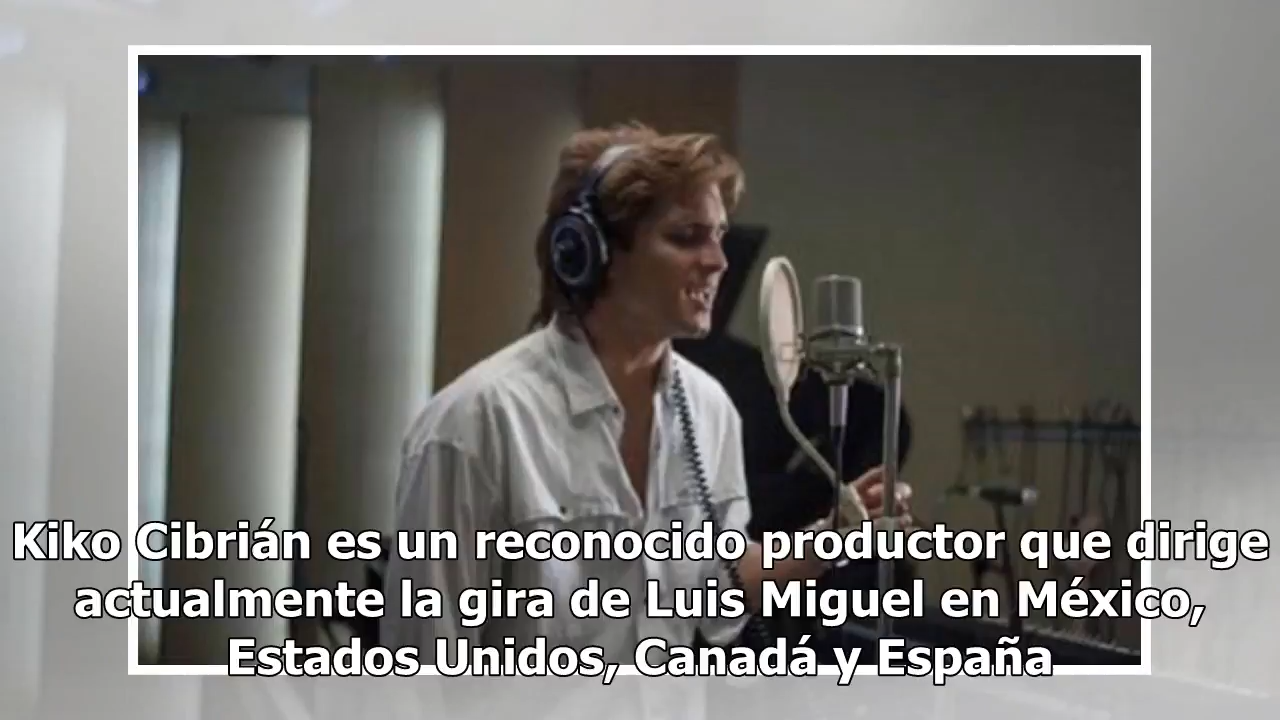 Kiko Cibrián es un reconocido productor que dirige
actualmente la gira de Luis Miguel en México,
Estados Unidos, Canadá y España